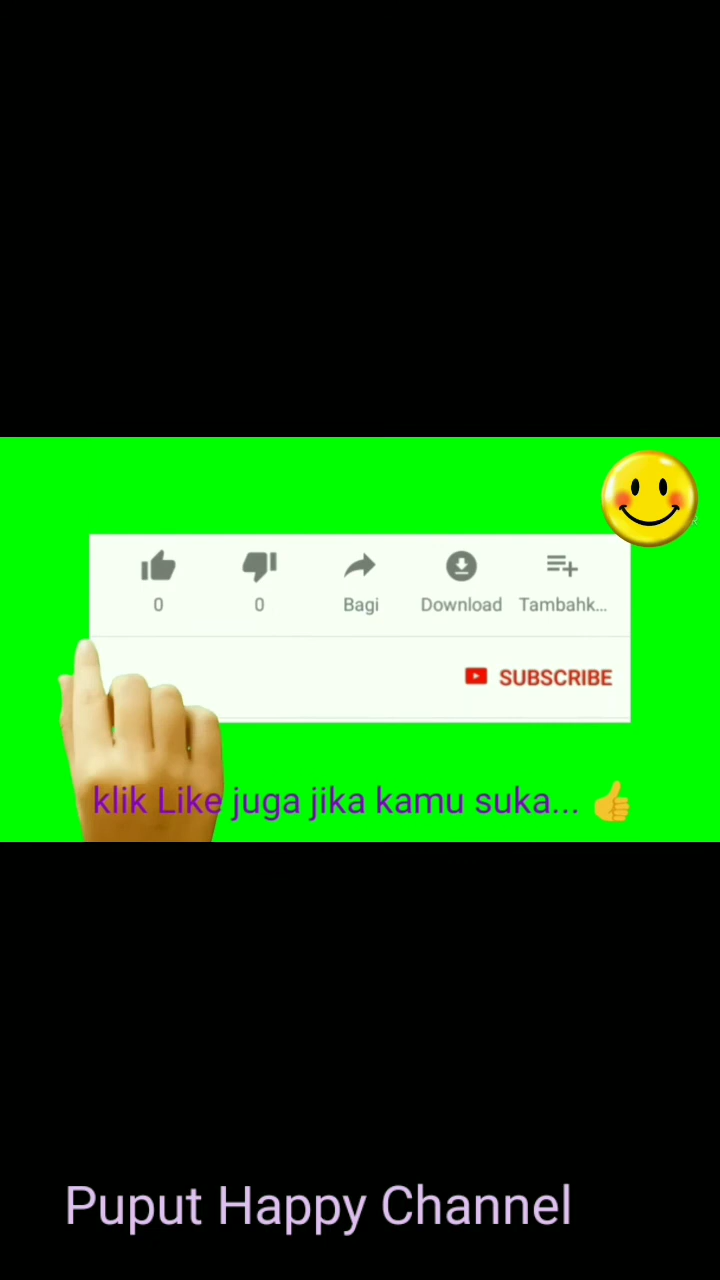 0 0 Bagi Download Tambahk...
SUBSCRIBE
klik Like juga jika kamu suka... 👍
Puput Happy Channel